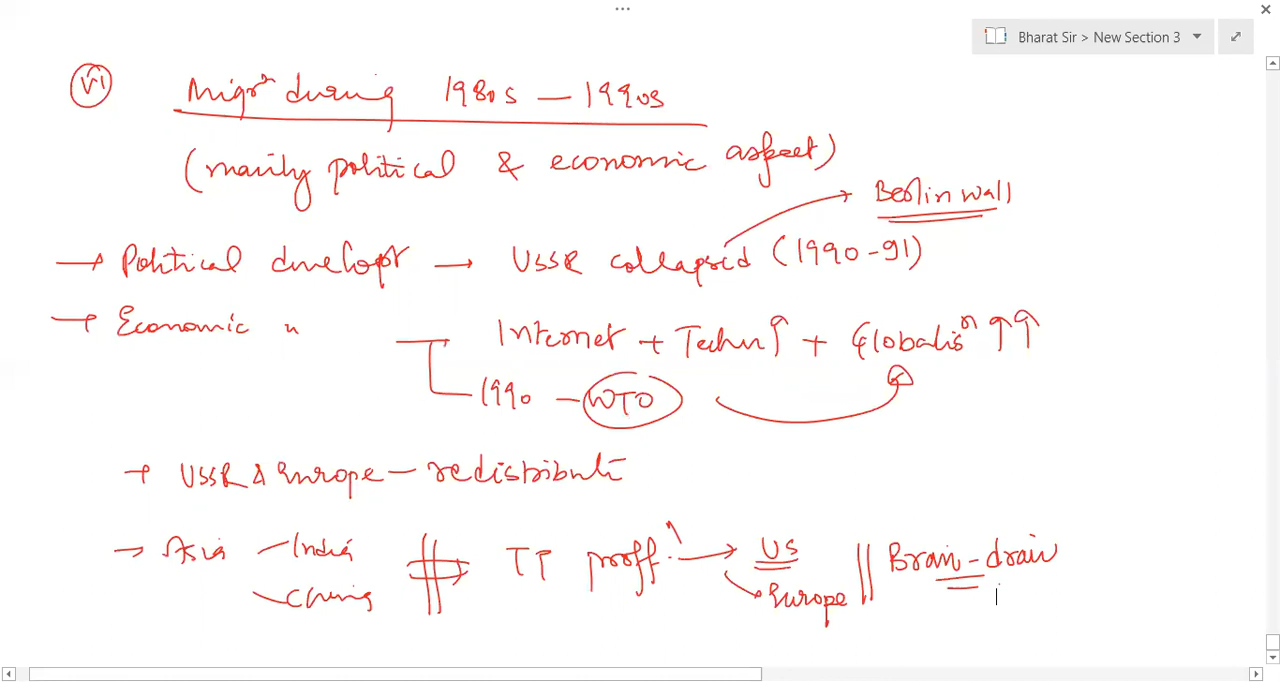 ...
Bharat Sir > New Section 3
VI Migrⁿ during 1980s — 1990s
(mainly political & economic aspect)
Berlin wall
→ Political develop't → USSR collapsed (1990-91)
→ Economic " Internet + Techn ↑ + Globalisⁿ ↑↑
1990 - WTO
→ USSR & Europe - redistributi
→ Asia - India
China
IT proff. → US
→ Europe
|| Brain-drain